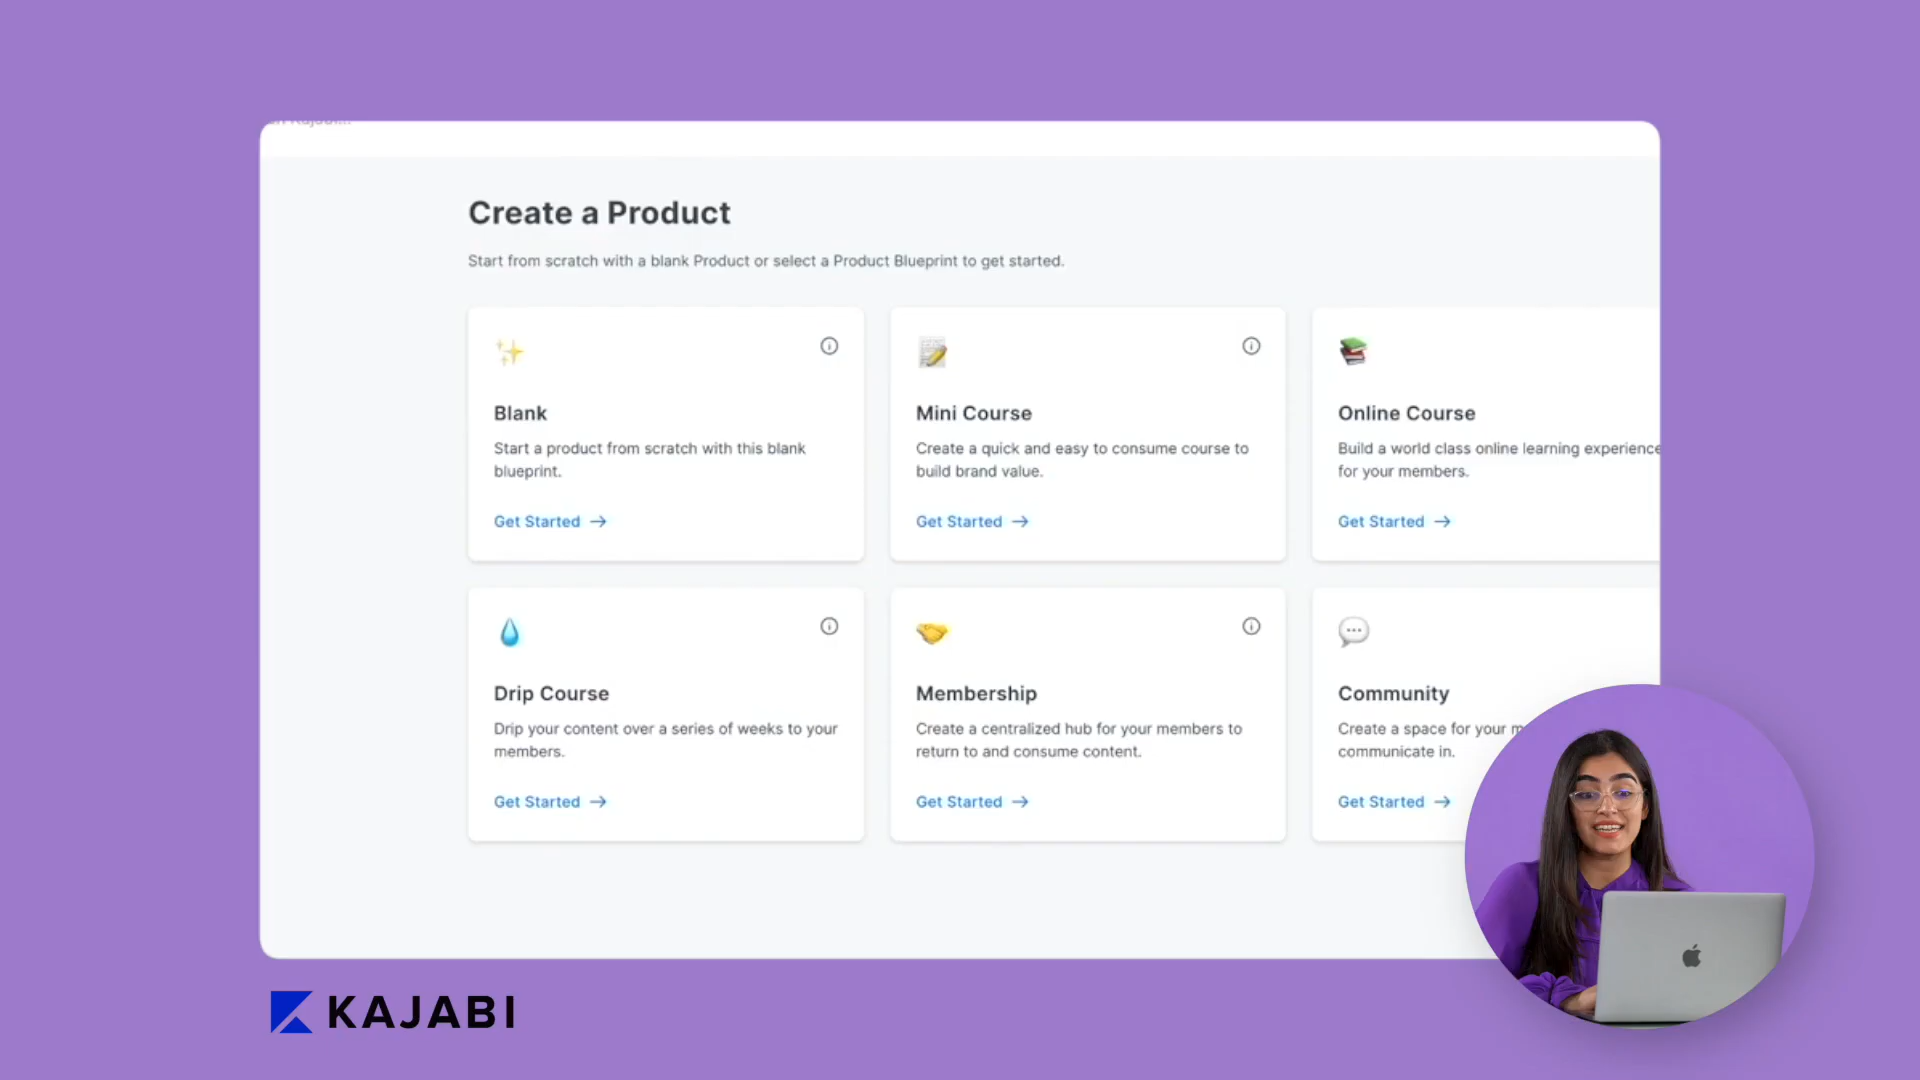 Create a Product
Start from scratch with a blank Product or select a Product Blueprint to get started.
Blank
Start a product from scratch with this blank
blueprint.
Get Started
Mini Course
Create a quick and easy to consume course to
build brand value.
Get Started
Online Course
Build a world class online learning experience
for your members.
Get Started
Drip Course
Drip your content over a series of weeks to your
members.
Get Started
Membership
Create a centralized hub for your members to
return to and consume content.
Get Started
Community
Create a space for your
communicate in.
Get Started
KAJABI